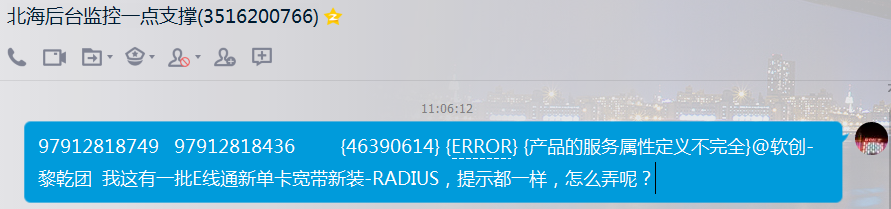 北海后台监控一点支撑(3516200766)
11:06:12
97912818749 97912818436 {46390614} {ERROR} {产品的服务属性定义不完全}@软创-
黎乾团 我这有一批E线通新单卡宽带新装-RADIUS，提示都一样，怎么弄呢？